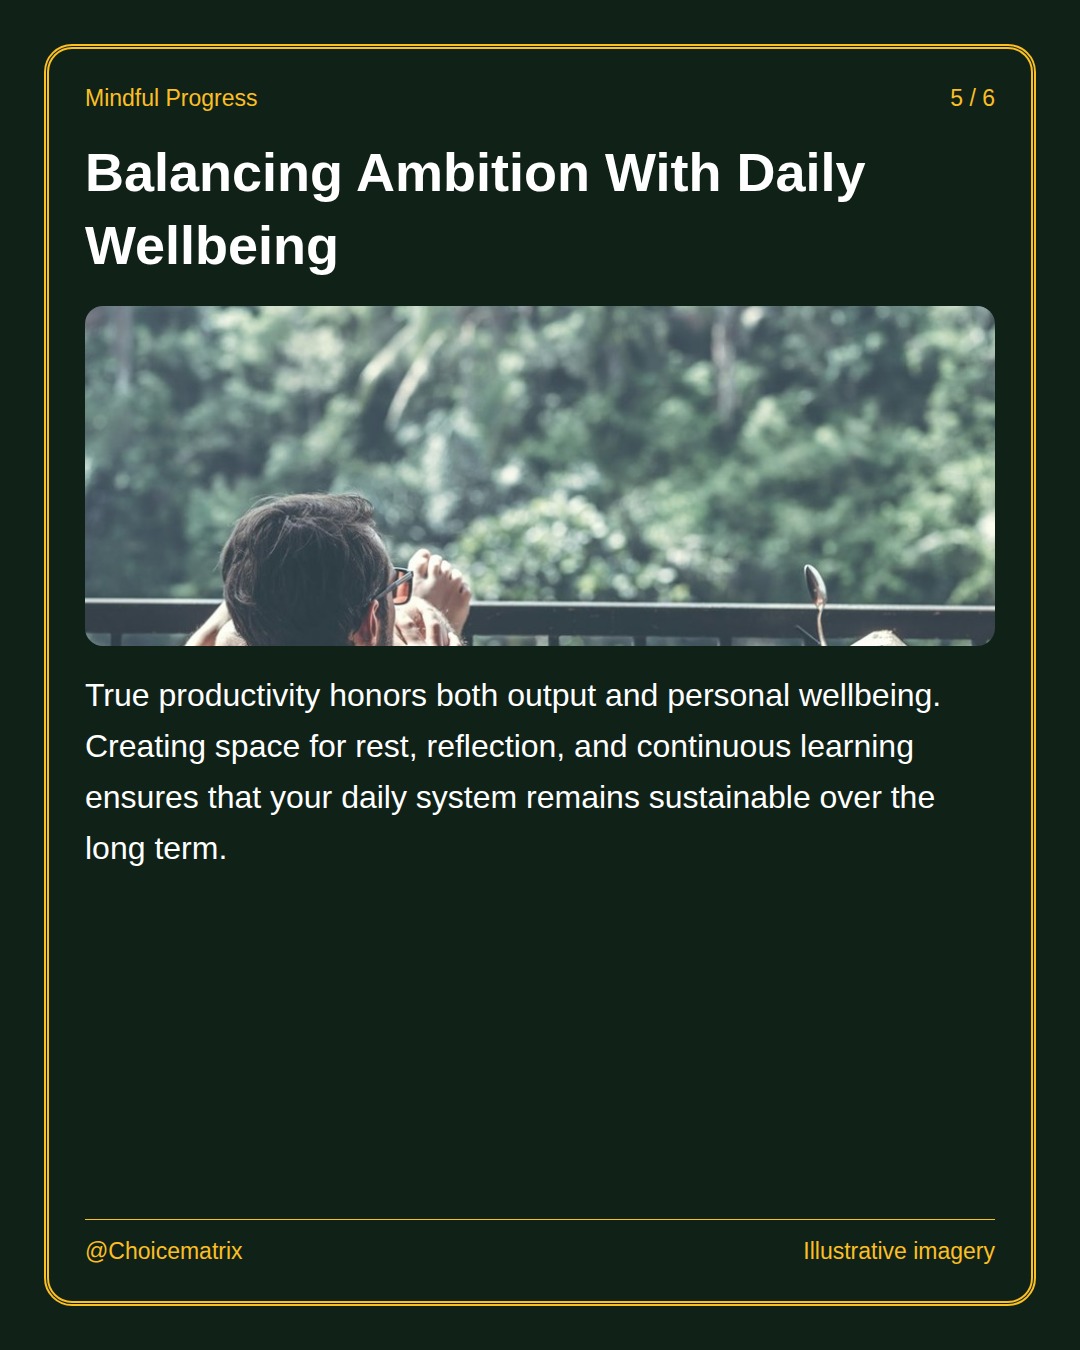 Mindful Progress
5 / 6
Balancing Ambition With Daily
Wellbeing
True productivity honors both output and personal wellbeing.
Creating space for rest, reflection, and continuous learning
ensures that your daily system remains sustainable over the
long term.
@Choicematrix
Illustrative imagery